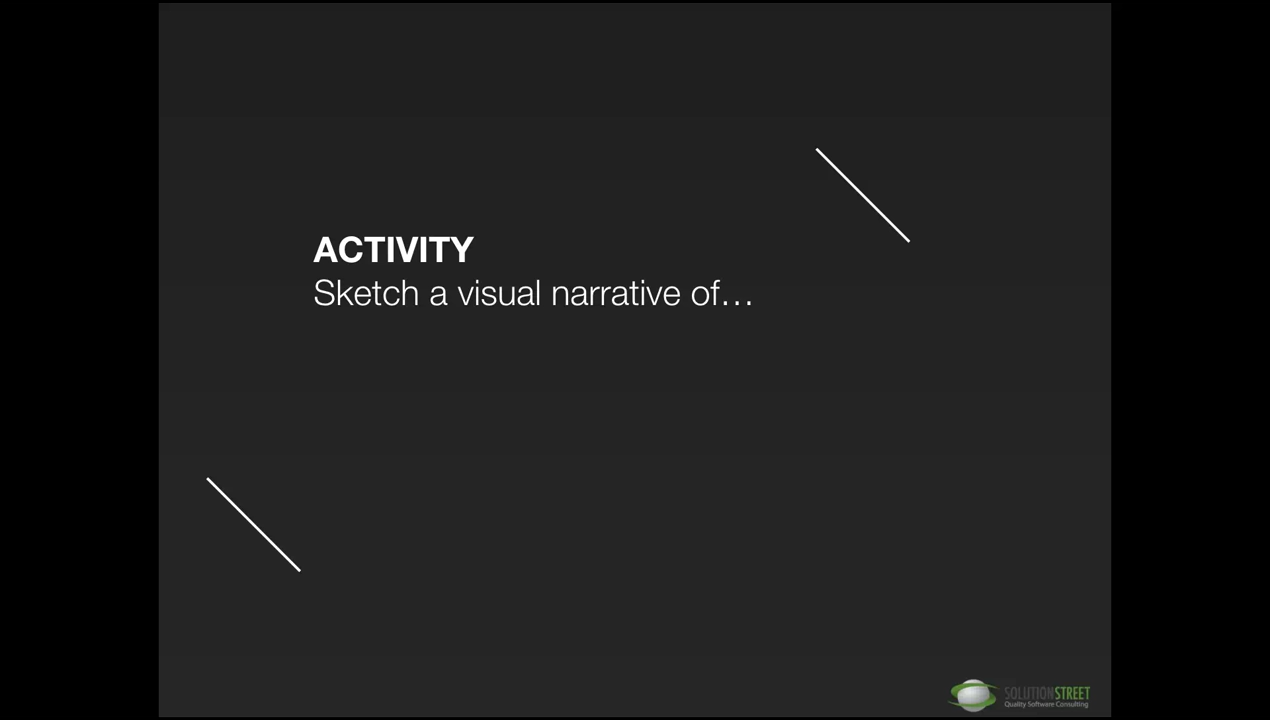 ACTIVITY
Sketch a visual narrative of…
SOLUTIONSTREET
Quality Software Consulting